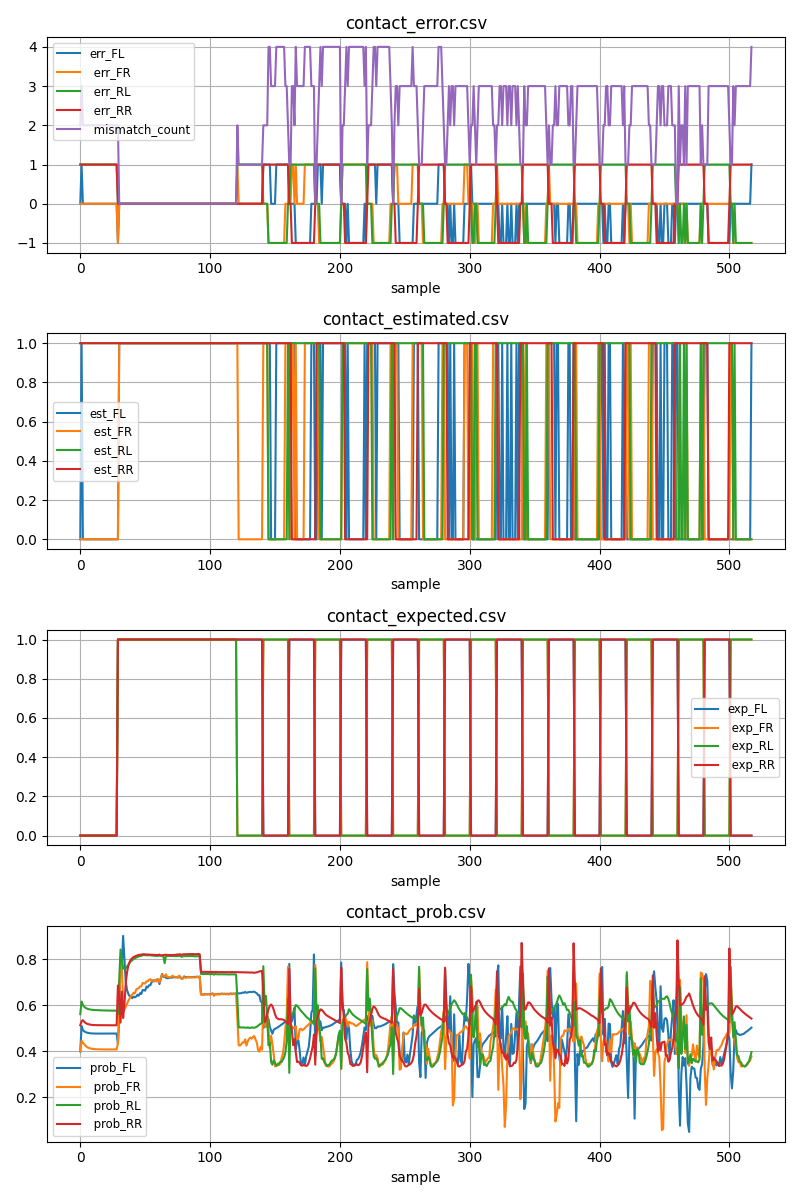 contact_error.csv
4
3
2
1
0
−1
err_FL
err_FR
err_RL
err_RR
mismatch_count
0 100 200 300 400 500
sample
contact_estimated.csv
1.0
0.8
0.6
0.4
0.2
0.0
est_FL
est_FR
est_RL
est_RR
0 100 200 300 400 500
sample
contact_expected.csv
1.0
0.8
0.6
0.4
0.2
0.0
exp_FL
exp_FR
exp_RL
exp_RR
0 100 200 300 400 500
sample
contact_prob.csv
0.8
0.6
0.4
0.2
prob_FL
prob_FR
prob_RL
prob_RR
0 100 200 300 400 500
sample